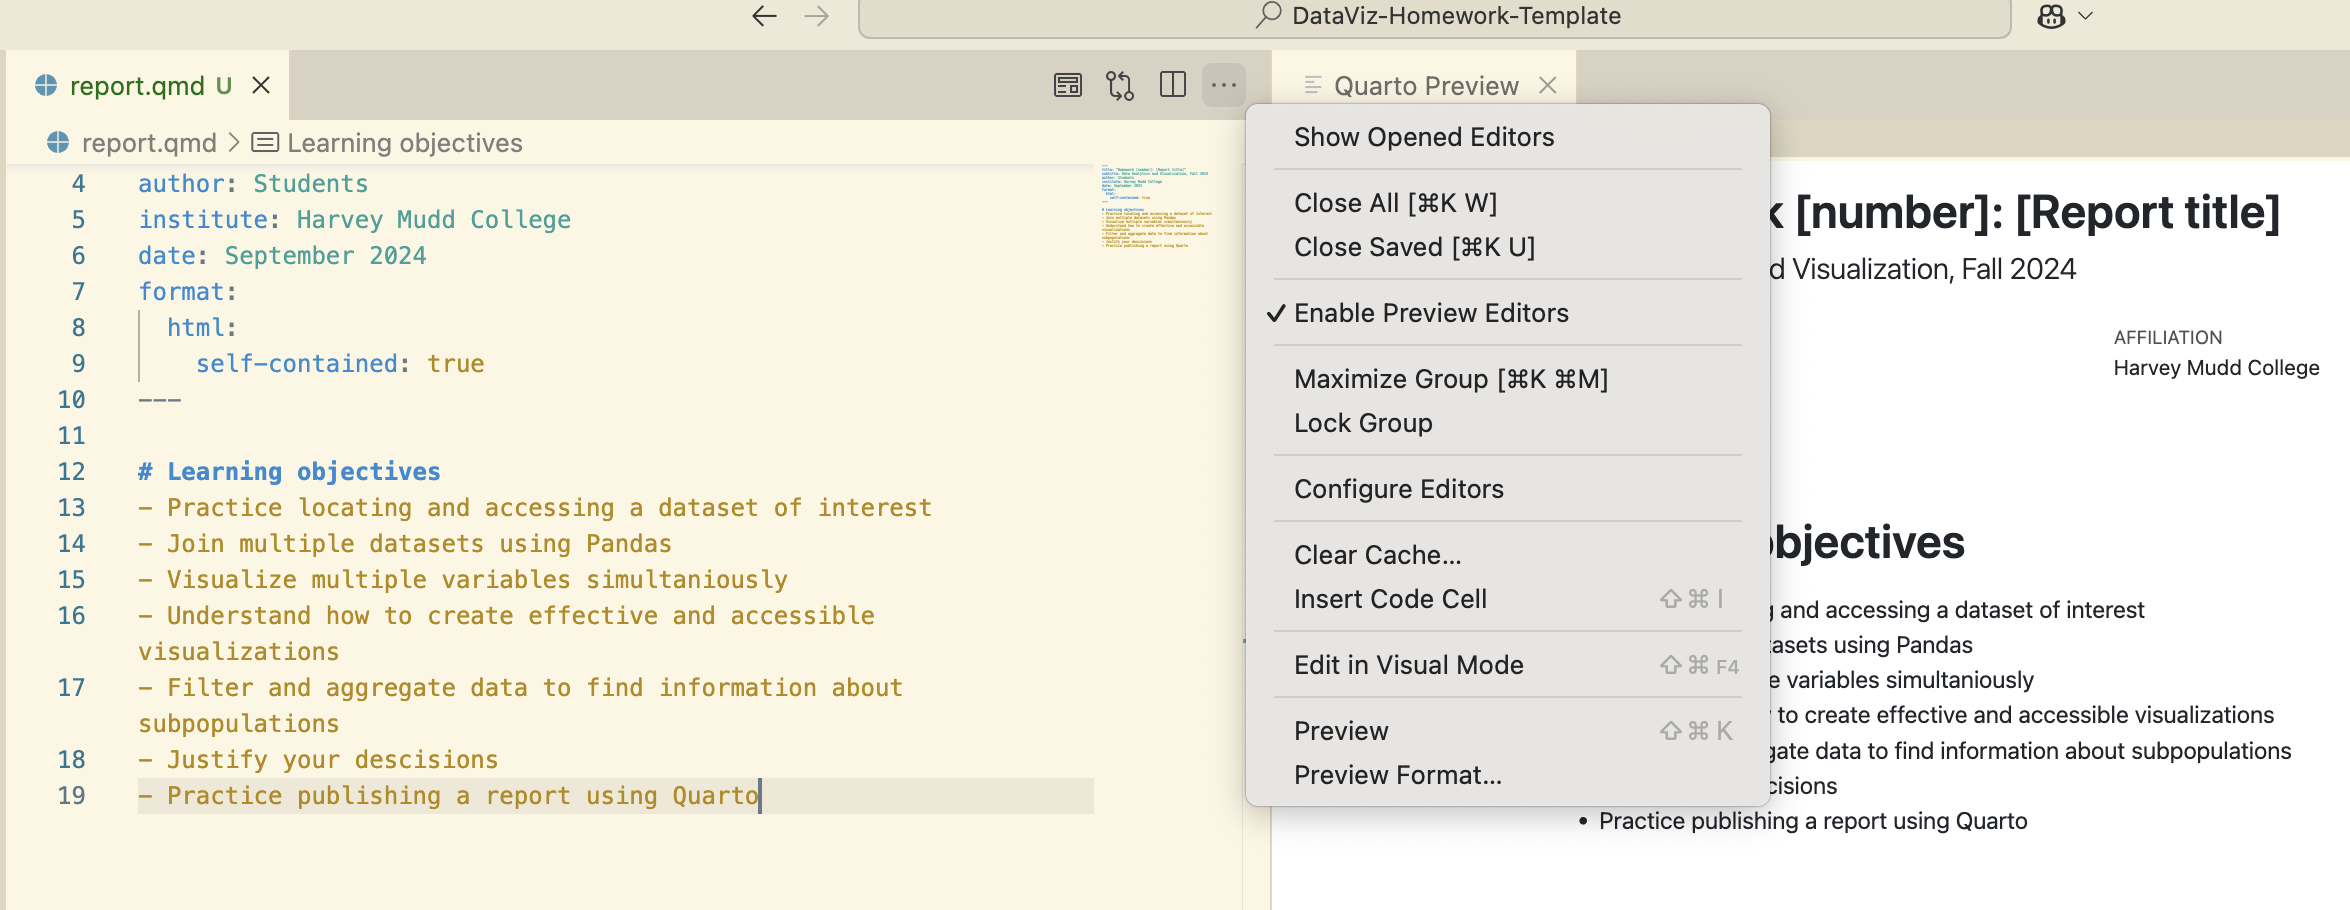 DataViz-Homework-Template
report.qmd U
Quarto Preview
report.qmd > Learning objectives
4 author: Students
5 institute: Harvey Mudd College
6 date: September 2024
7 format:
8 html:
9 self-contained: true
10 ---
11
12 # Learning objectives
13 - Practice locating and accessing a dataset of interest
14 - Join multiple datasets using Pandas
15 - Visualize multiple variables simultaniously
16 - Understand how to create effective and accessible
visualizations
17 - Filter and aggregate data to find information about
subpopulations
18 - Justify your descisions
19 - Practice publishing a report using Quarto
Show Opened Editors
Close All [⌘K W]
Close Saved [⌘K U]
✓ Enable Preview Editors
Maximize Group [⌘K ⌘M]
Lock Group
Configure Editors
Clear Cache...
Insert Code Cell ⇧⌘ I
Edit in Visual Mode ⇧⌘ F4
Preview ⇧⌘ K
Preview Format...
k [number]: [Report title]
d Visualization, Fall 2024
AFFILIATION
Harvey Mudd College
bjectives
g and accessing a dataset of interest
tasets using Pandas
e variables simultaniously
to create effective and accessible visualizations
gate data to find information about subpopulations
cisions
• Practice publishing a report using Quarto